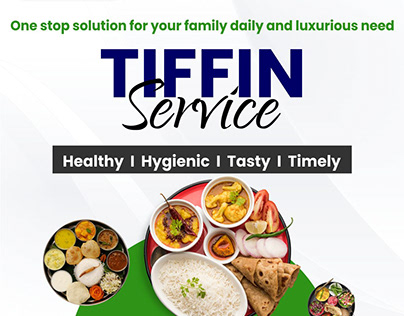 One stop solution for your family daily and luxurious need
TIFFIN
Service
Healthy I Hygienic I Tasty I Timely